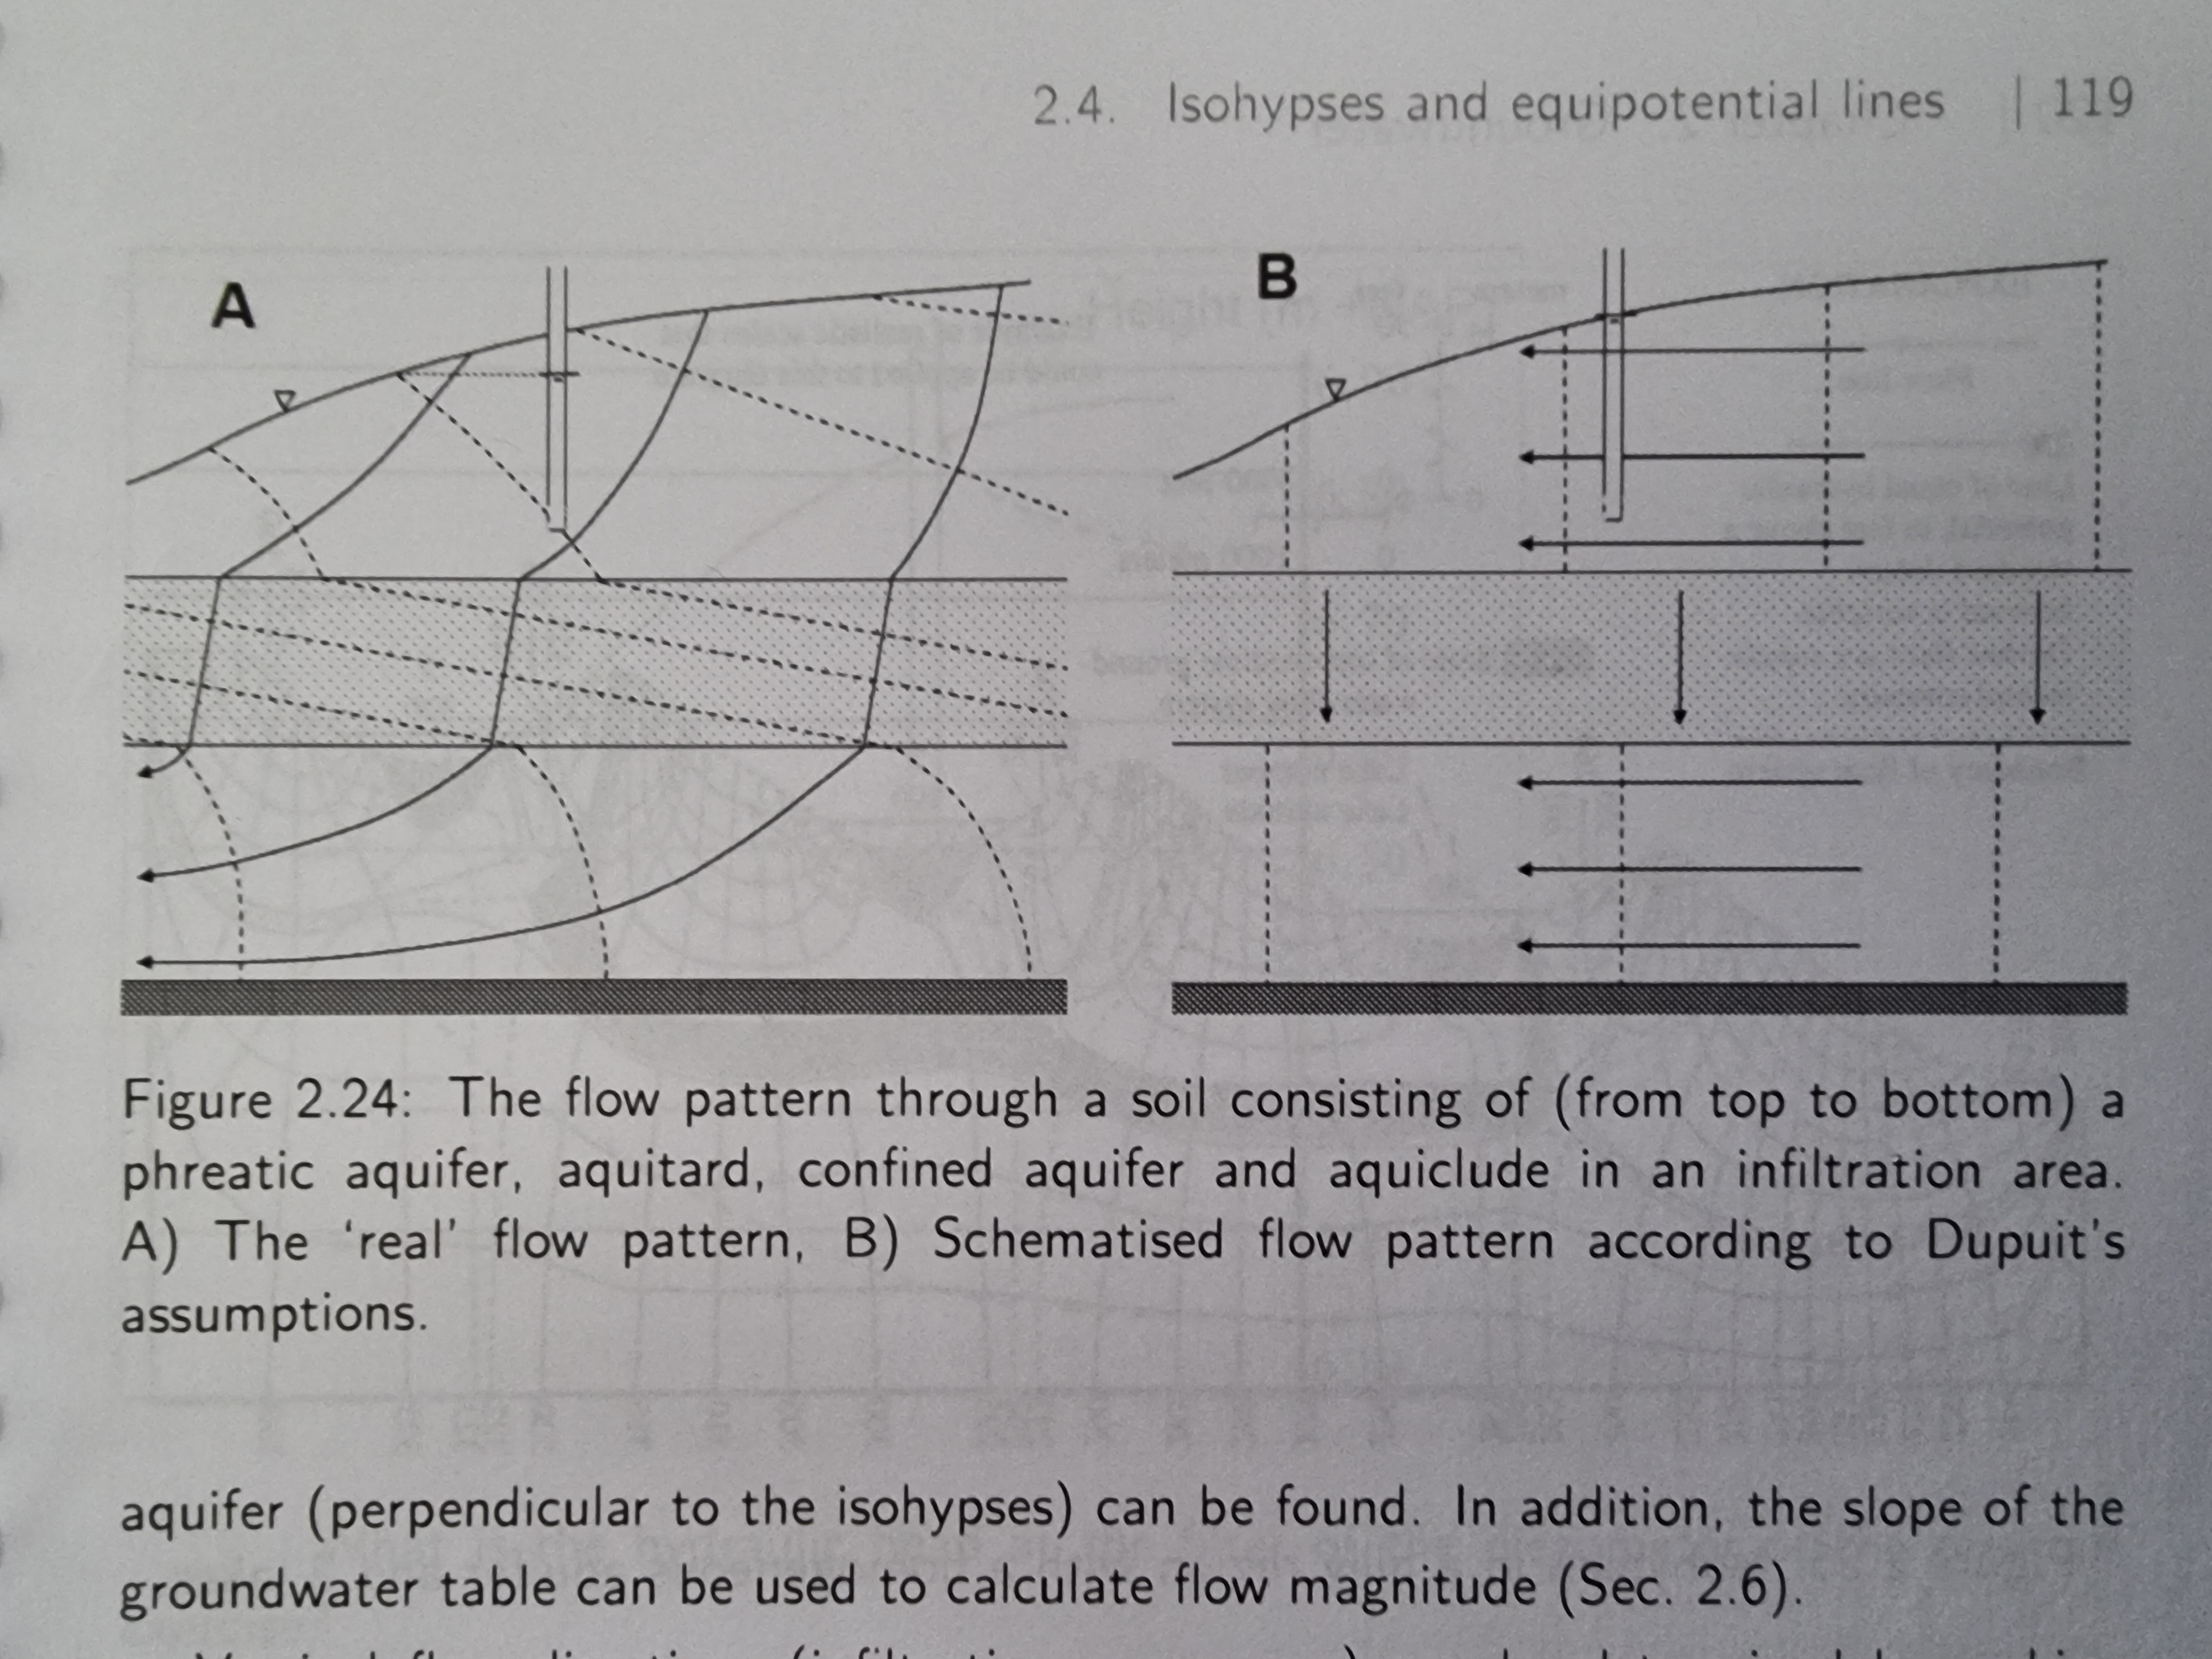 2.4. Isohypses and equipotential lines | 119
A
B
Figure 2.24: The flow pattern through a soil consisting of (from top to bottom) a
phreatic aquifer, aquitard, confined aquifer and aquiclude in an infiltration area.
A) The ‘real’ flow pattern, B) Schematised flow pattern according to Dupuit's
assumptions.
aquifer (perpendicular to the isohypses) can be found. In addition, the slope of the
groundwater table can be used to calculate flow magnitude (Sec. 2.6).